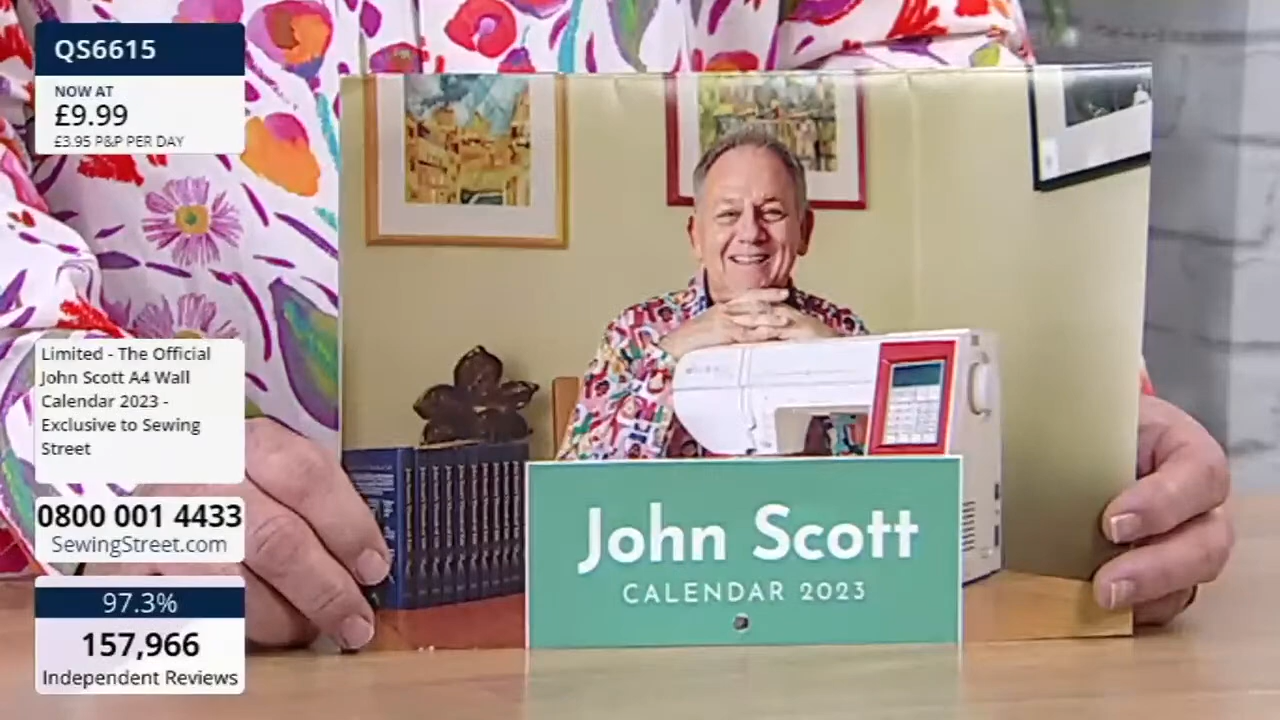 QS6615
NOW AT
£9.99
£3.95 P&P PER DAY
Limited - The Official
John Scott A4 Wall
Calendar 2023 -
Exclusive to Sewing
Street
0800 001 4433
SewingStreet.com
97.3%
157,966
Independent Reviews
John Scott
CALENDAR 2023